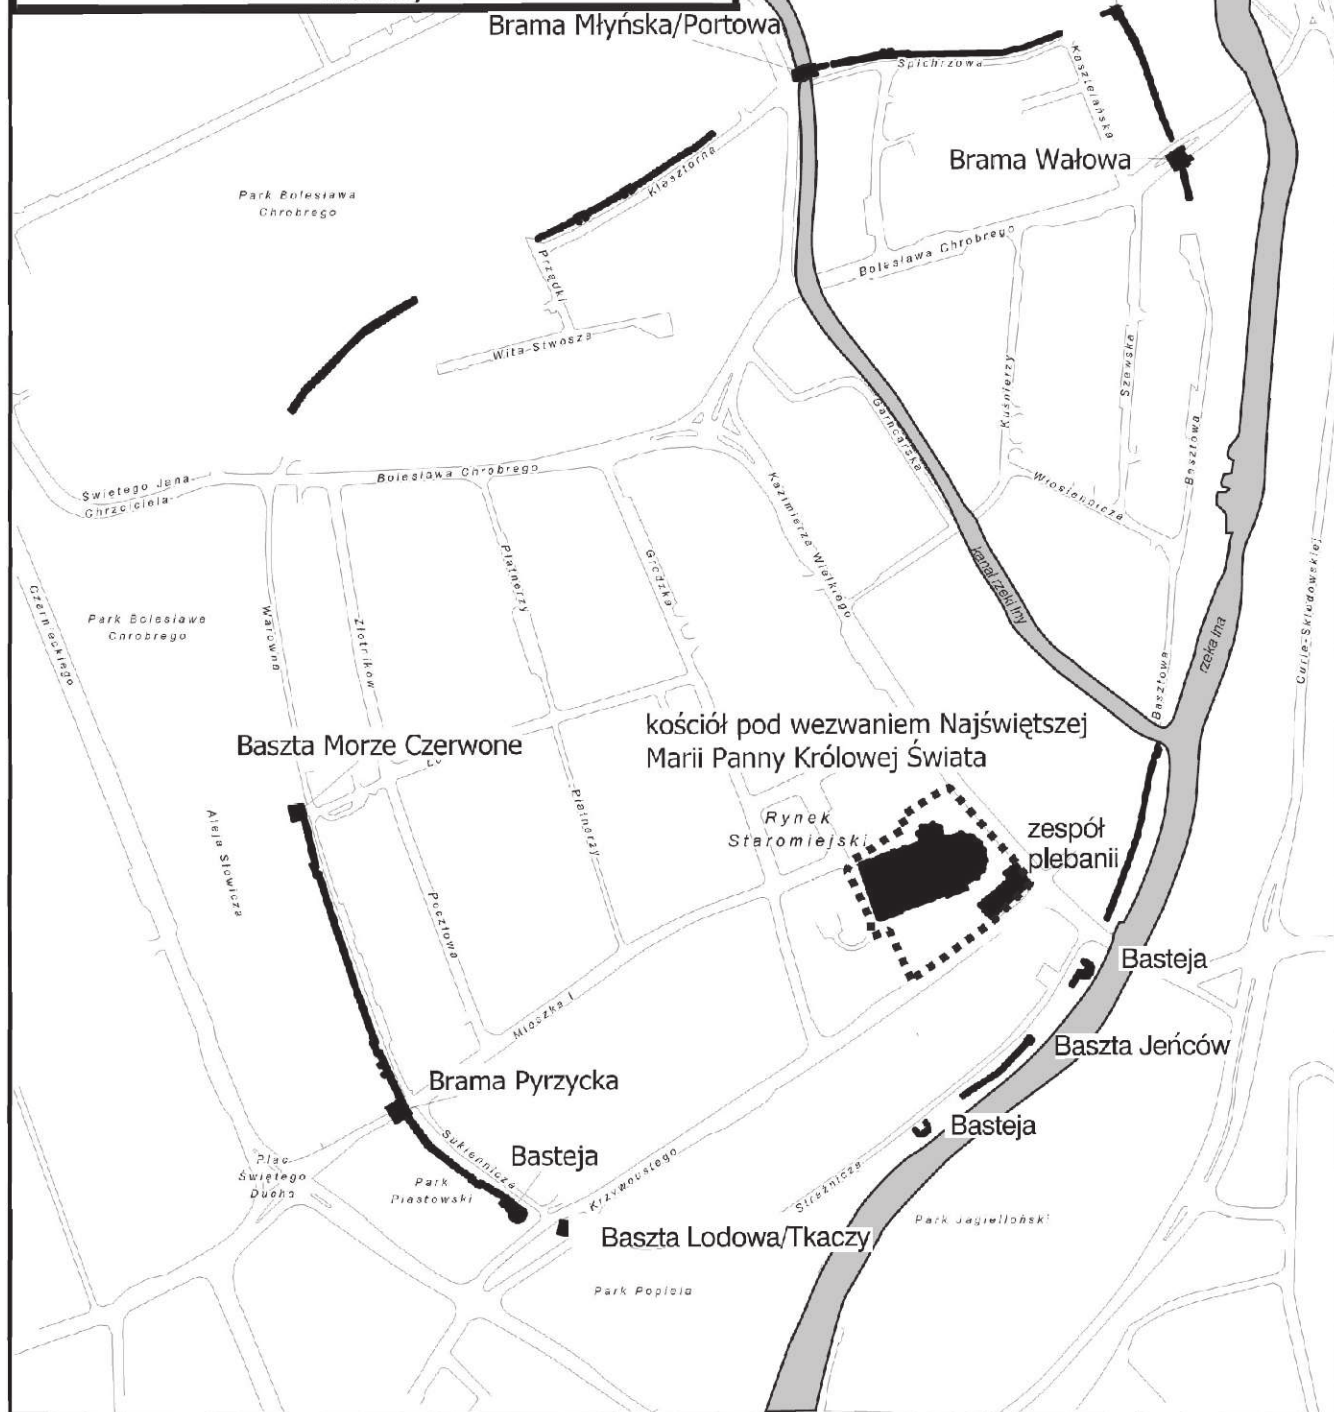 Brama Młyńska/Portowa
Spichrzowa
Kosztelańska
Brama Wałowa
Klasztorna
Park Bolesława
Chrobrego
Prządki
Bolesława Chrobrego
Wita-Stwosza
Kuśnierzy
Szewska
Garncarska
Basztowa
Świętego Jana
Chrzciciela
Bolesława Chrobrego
Kazimierza Wielkiego
Włosiennicza
Płatnerzy
Grodzka
kanał rzeki Iny
Curie-Skłudowskiej
Czarnieckiego
Park Bolesława
Chrobrego
Warowna
Złotników
rzeka Ina
Basztowa
kościół pod wezwaniem Najświętszej
Marii Panny Królowej Świata
Baszta Morze Czerwone
Płatnerzy
Rynek
Staromiejski
zespół
plebanii
Aleja Słowicza
Pocztowa
Basteja
Mieszka I
Baszta Jeńców
Brama Pyrzycka
Basteja
Sukiennicza
Basteja
Plac
Świętego
Ducha
Park
Piastowski
Krzywoustego
Strażnicza
Park Jagielloński
Baszta Lodowa/Tkaczy
Park Popiela